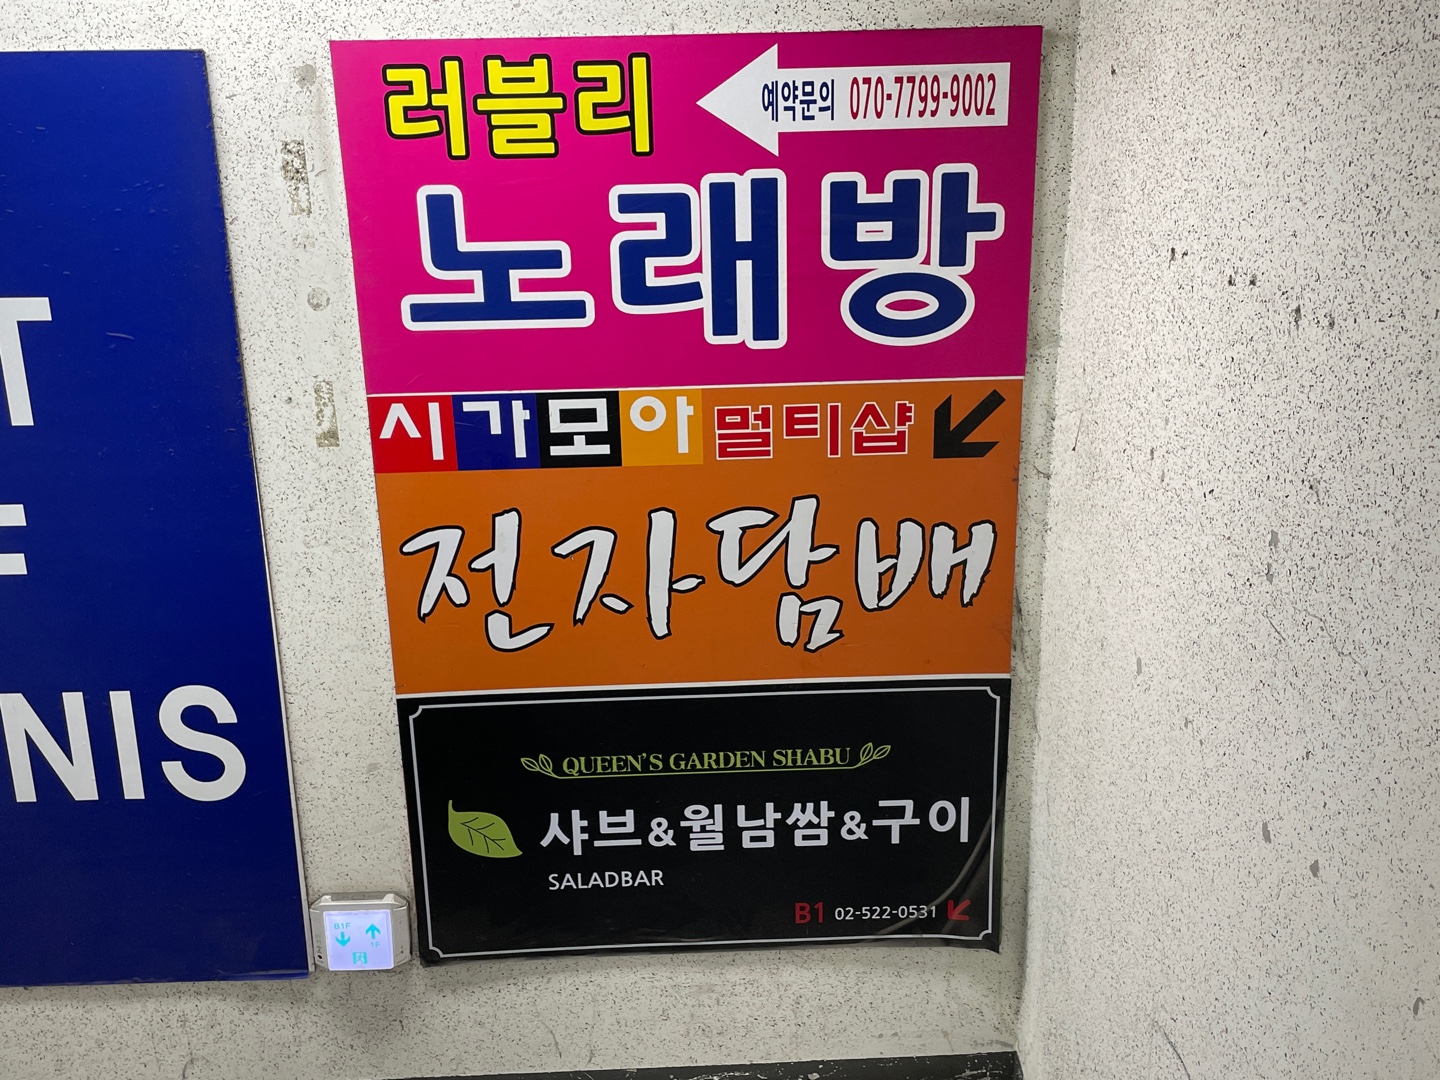 T
NIS
러블리
예약문의 070-7799-9002
노래방
시가모아 멀티샵
전자담배
QUEEN'S GARDEN SHABU
샤브&월남쌈&구이
SALADBAR
B1 02-522-0531
B1F
1F